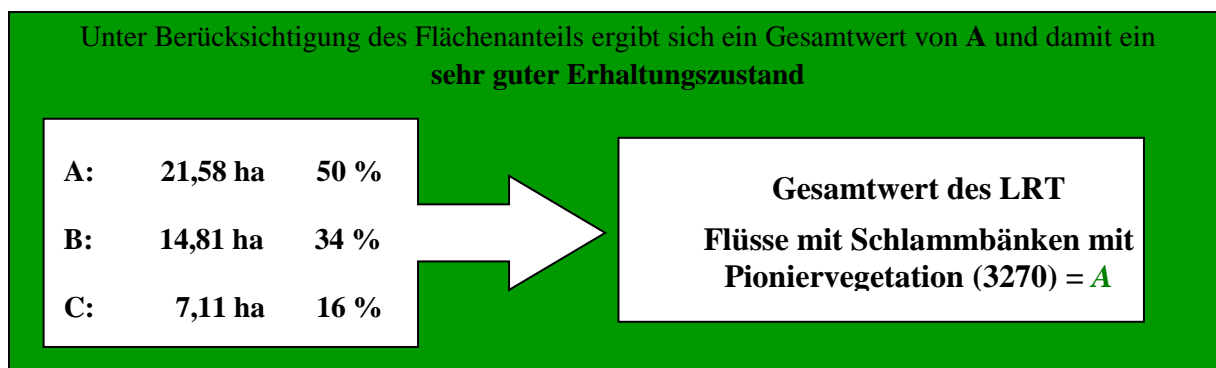 Unter Berücksichtigung des Flächenanteils ergibt sich ein Gesamtwert von A und damit ein
sehr guter Erhaltungszustand
A: 21,58 ha 50 %
B: 14,81 ha 34 %
C: 7,11 ha 16 %
Gesamtwert des LRT
Flüsse mit Schlammbänken mit
Pioniervegetation (3270) = A